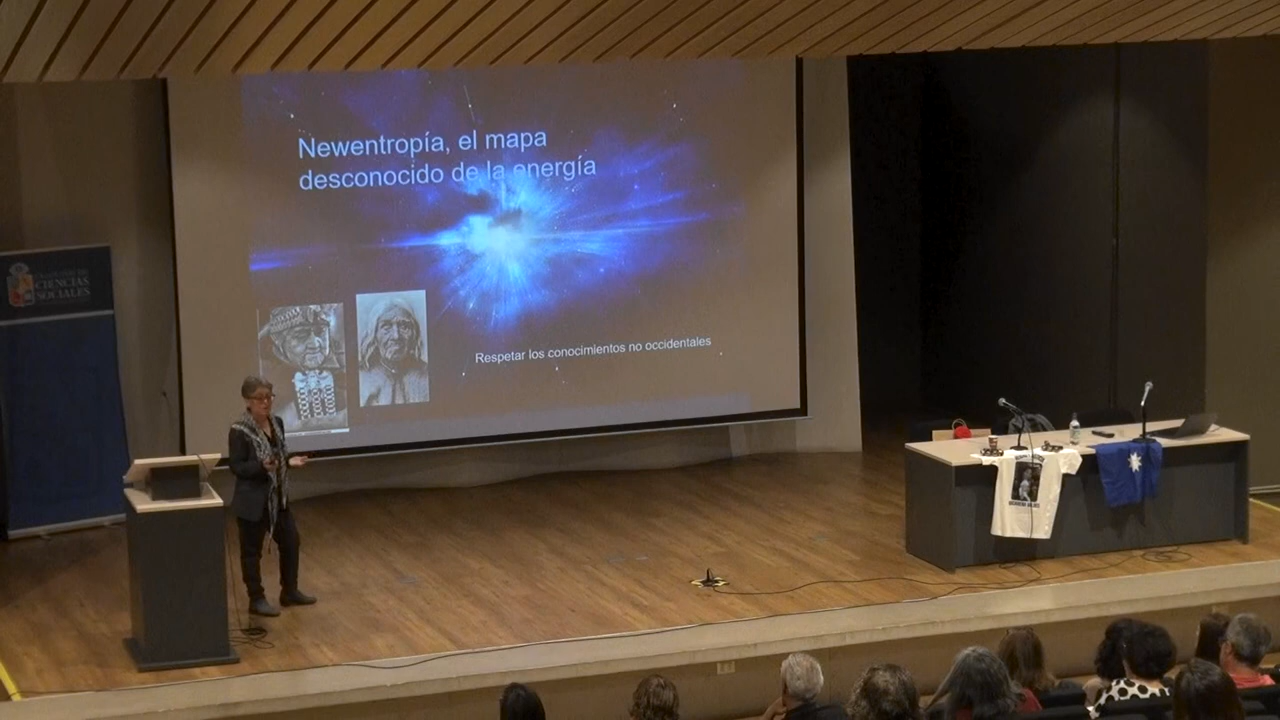 Newentropía, el mapa
desconocido de la energía
Respetar los conocimientos no occidentales
CIENCIAS
SOCIALES